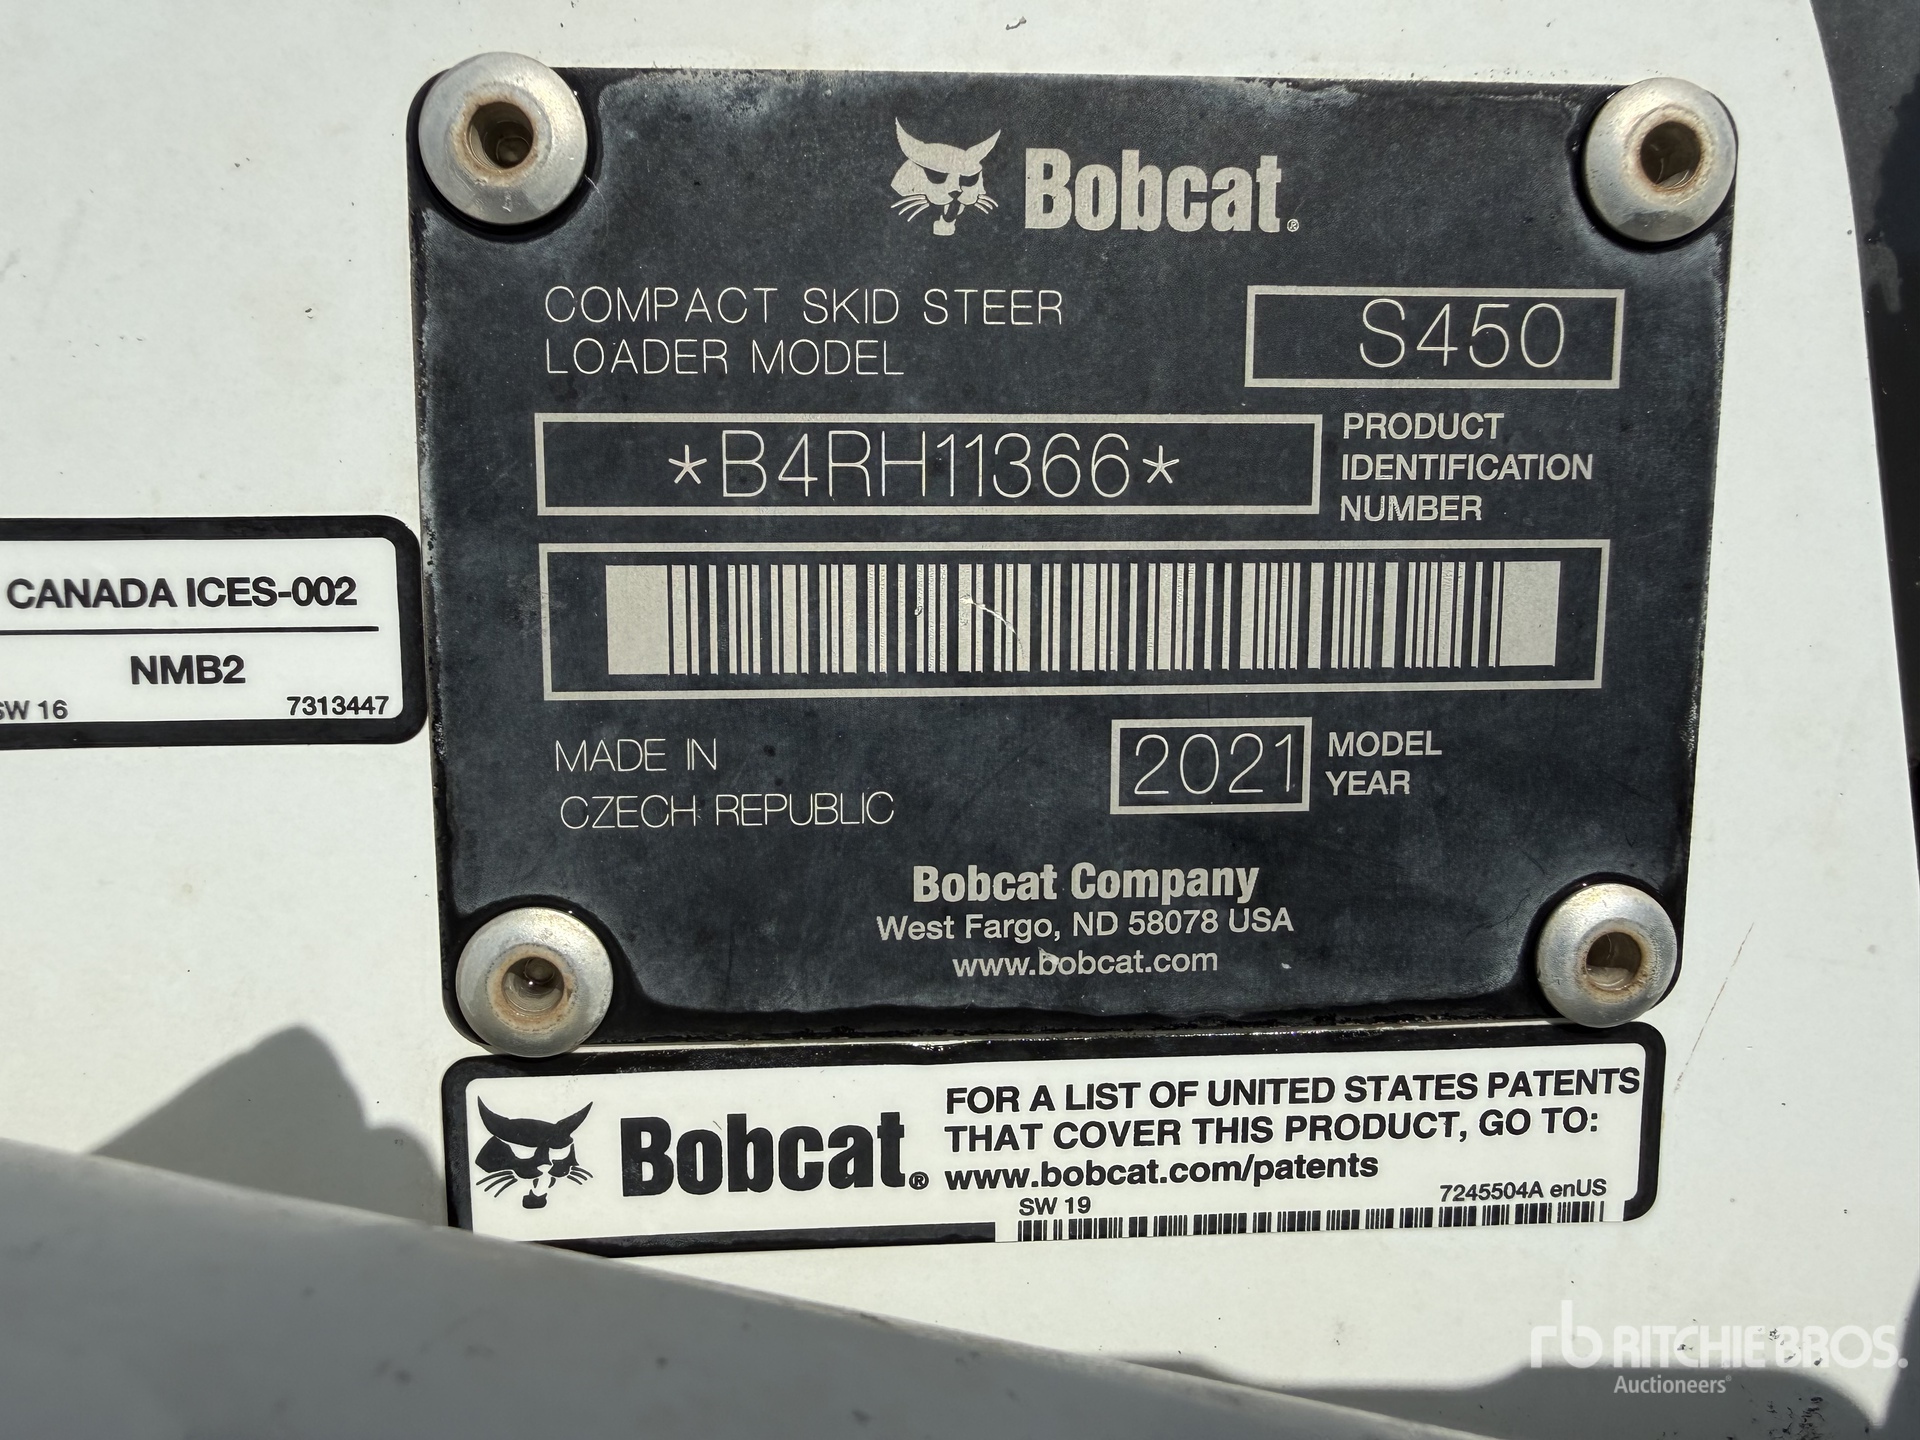 Bobcat®
COMPACT SKID STEER
LOADER MODEL
S450
*B4RH11366*
PRODUCT
IDENTIFICATION
NUMBER
MADE IN
CZECH REPUBLIC
2021
MODEL
YEAR
Bobcat Company
West Fargo, ND 58078 USA
www.bobcat.com
CANADA ICES-002
NMB2
SW 16
7313447
Bobcat®
FOR A LIST OF UNITED STATES PATENTS
THAT COVER THIS PRODUCT, GO TO:
www.bobcat.com/patents
SW 19
7245504A enUS
rb RITCHIE BROS.
Auctioneers®